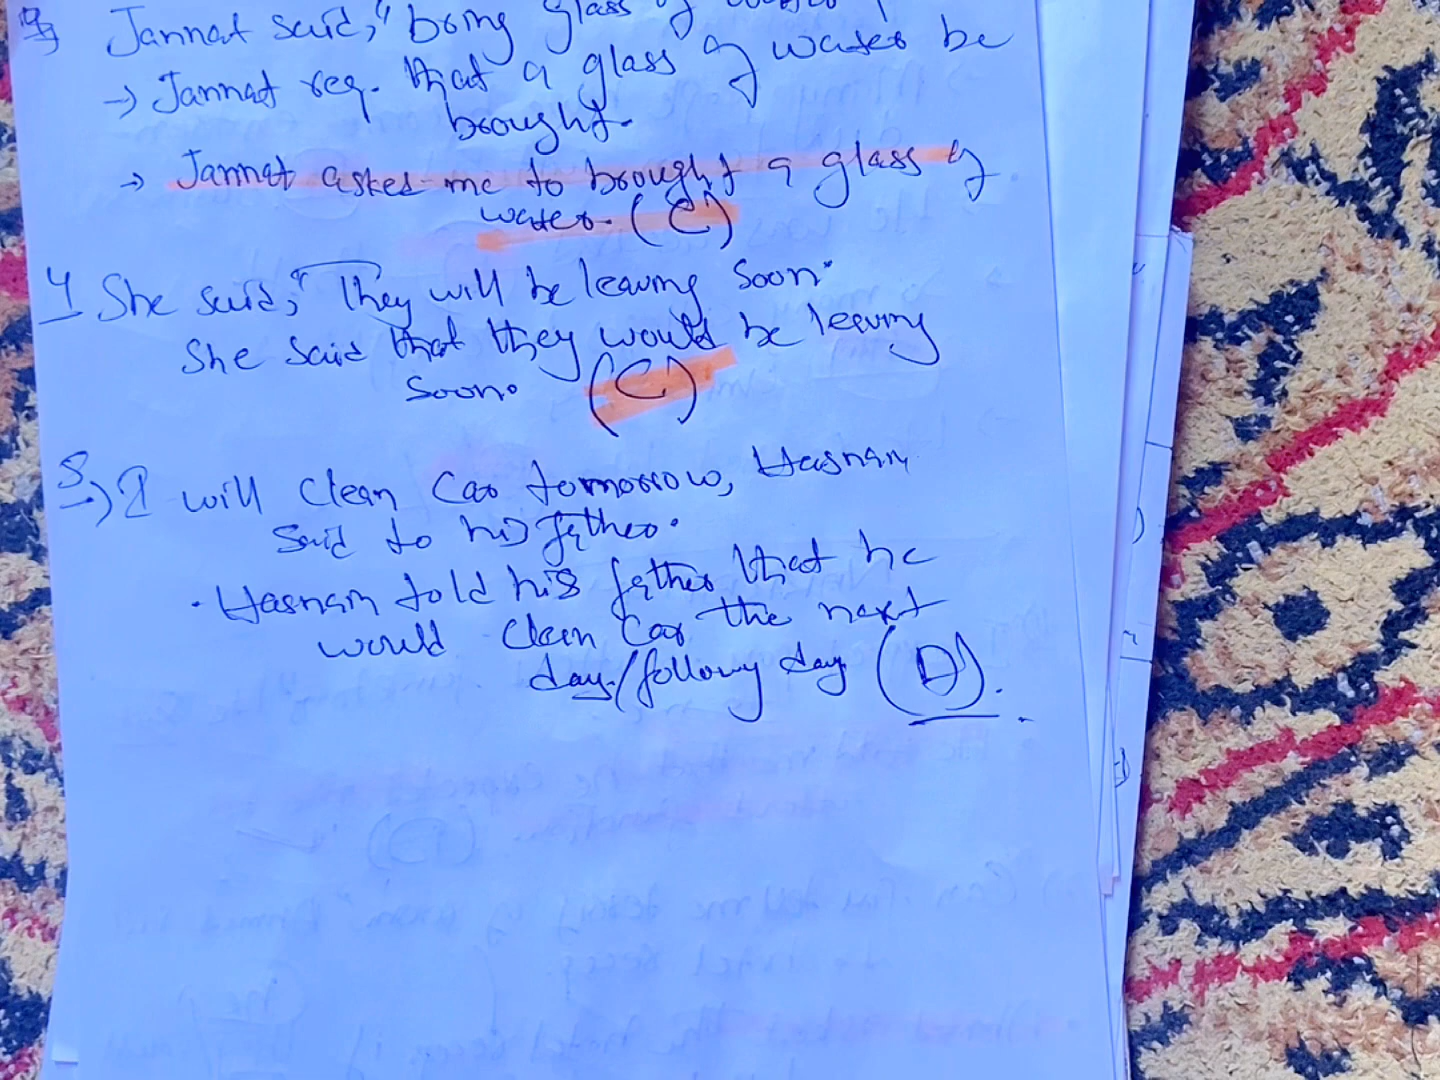 Jannat said, "bring glass of water
→ Jannat req. that a glass of water be
brought.
→ Jannat asked me to brought a glass of
water. (C)
4 She said, "They will be leaving soon"
She said that they would be leaving
soon. (C)
5) I will clean car tomorrow, Hasnain
said to his father.
. Hasnain told his father that he
would clean car the next
day./following day (D).